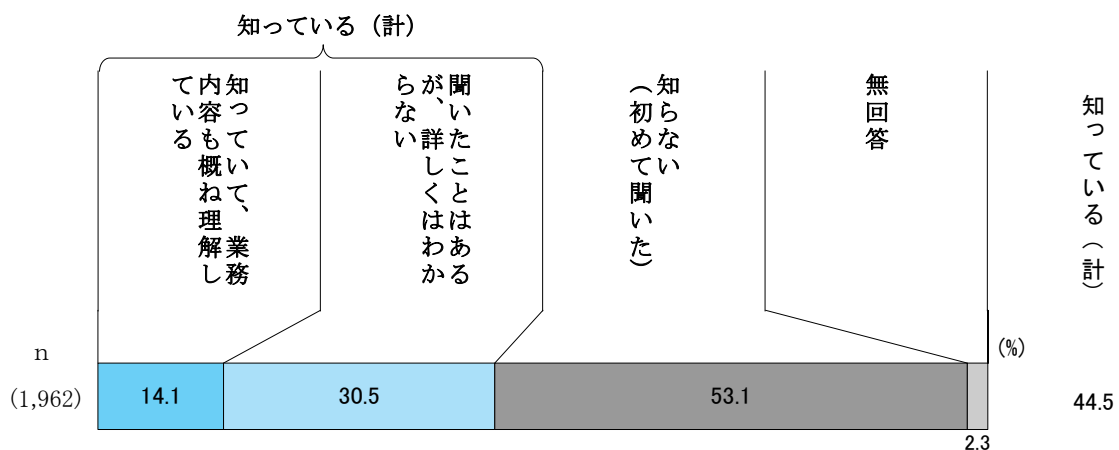 知っている（計）
知っていて、業務
内容も概ね理解し
ている
聞いたことはある
が、詳しくはわか
らない
知らない
（初めて聞いた）
無回答
知っている（計）
n
(1,962)
14.1
30.5
53.1
2.3
(%)
44.5